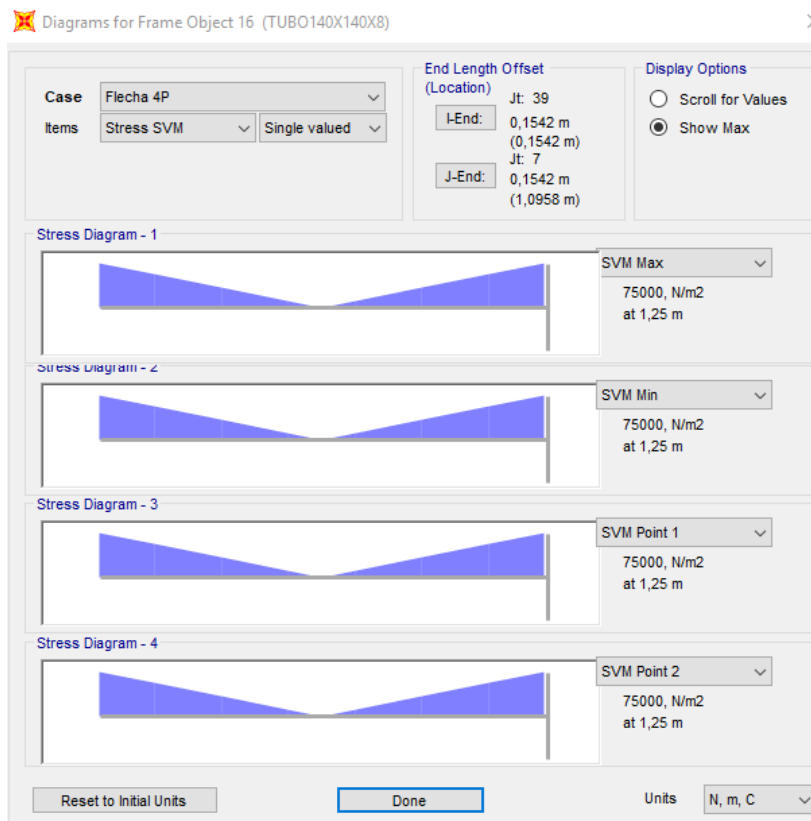 Diagrams for Frame Object 16 (TUBO140X140X8)
Case
Flecha 4P
Items
Stress SVM
Single valued
End Length Offset
(Location)
I-End:
Jt: 39
0,1542 m
(0,1542 m)
J-End:
Jt: 7
0,1542 m
(1,0958 m)
Display Options
Scroll for Values
Show Max
Stress Diagram - 1
SVM Max
75000, N/m2
at 1,25 m
Stress Diagram - 2
SVM Min
75000, N/m2
at 1,25 m
Stress Diagram - 3
SVM Point 1
75000, N/m2
at 1,25 m
Stress Diagram - 4
SVM Point 2
75000, N/m2
at 1,25 m
Reset to Initial Units
Done
Units
N, m, C